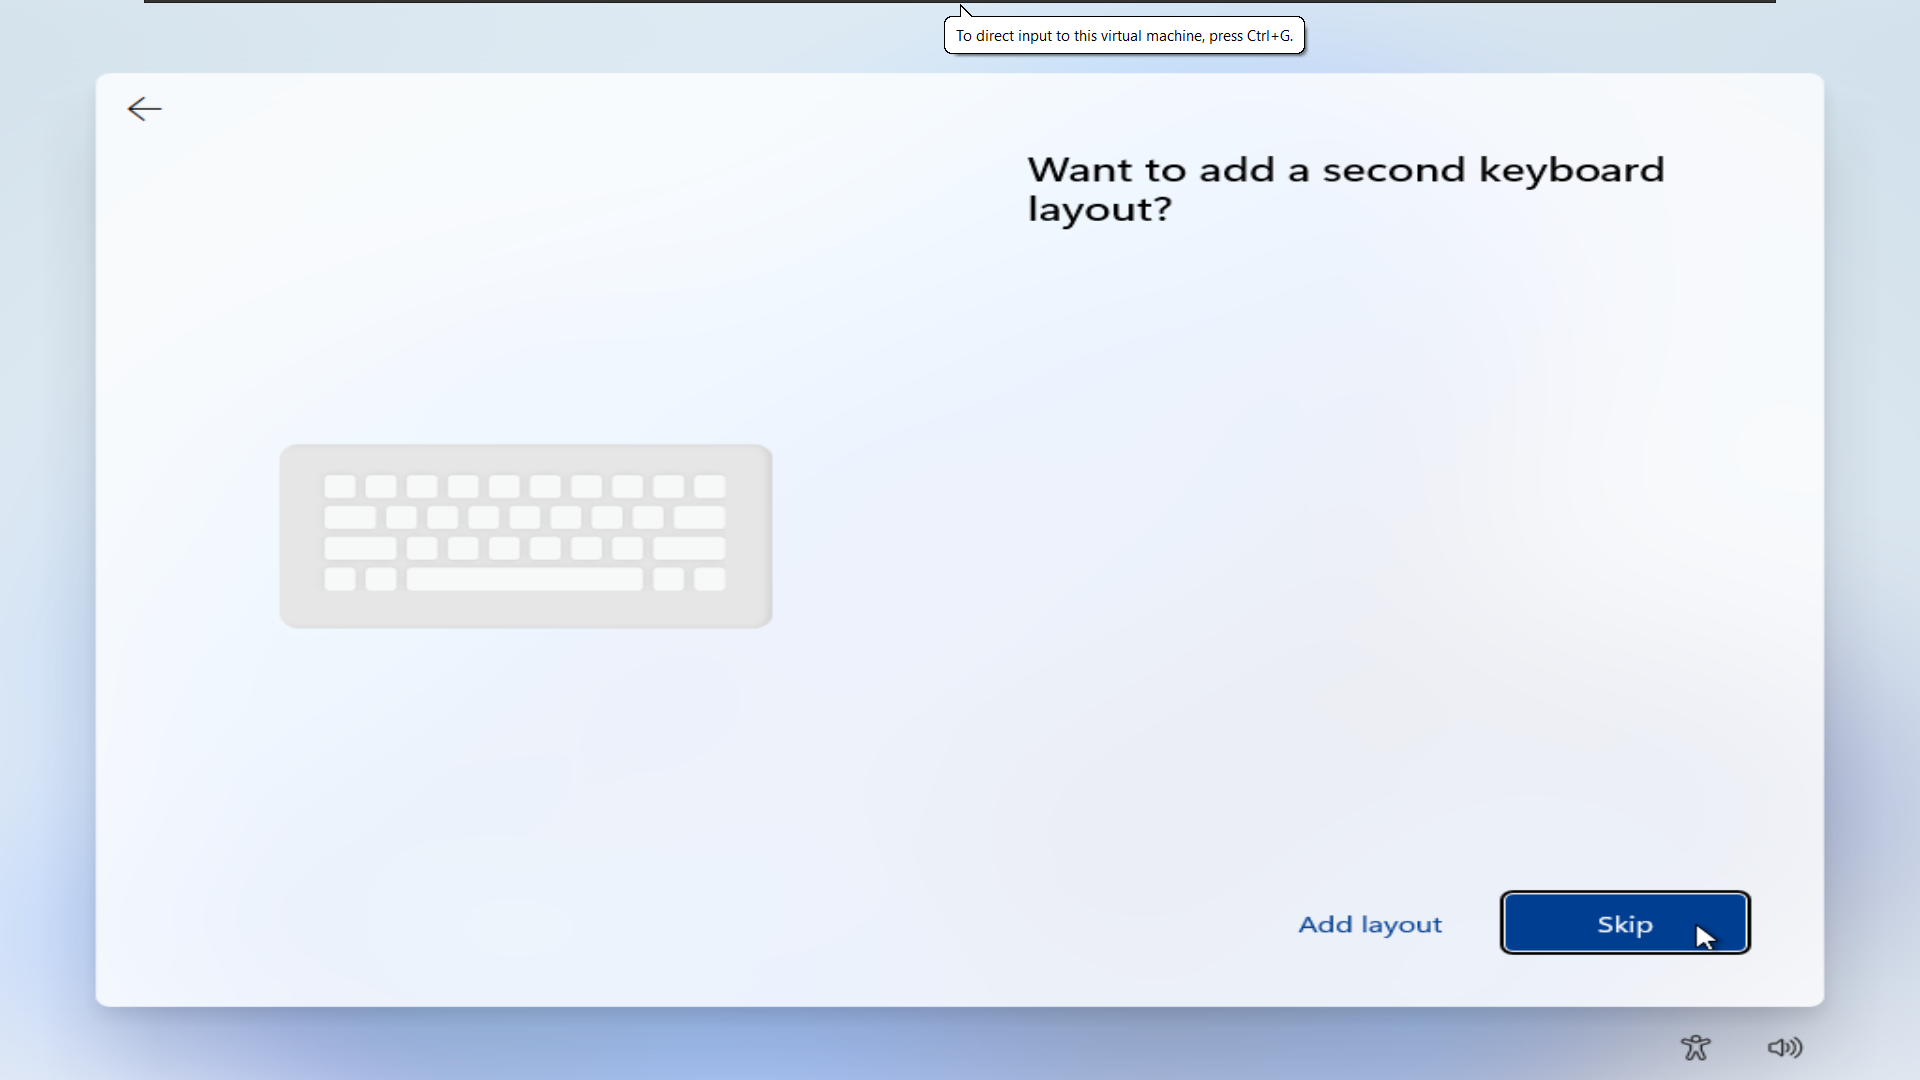 To direct input to this virtual machine, press Ctrl+G.
Want to add a second keyboard
layout?
Add layout
Skip